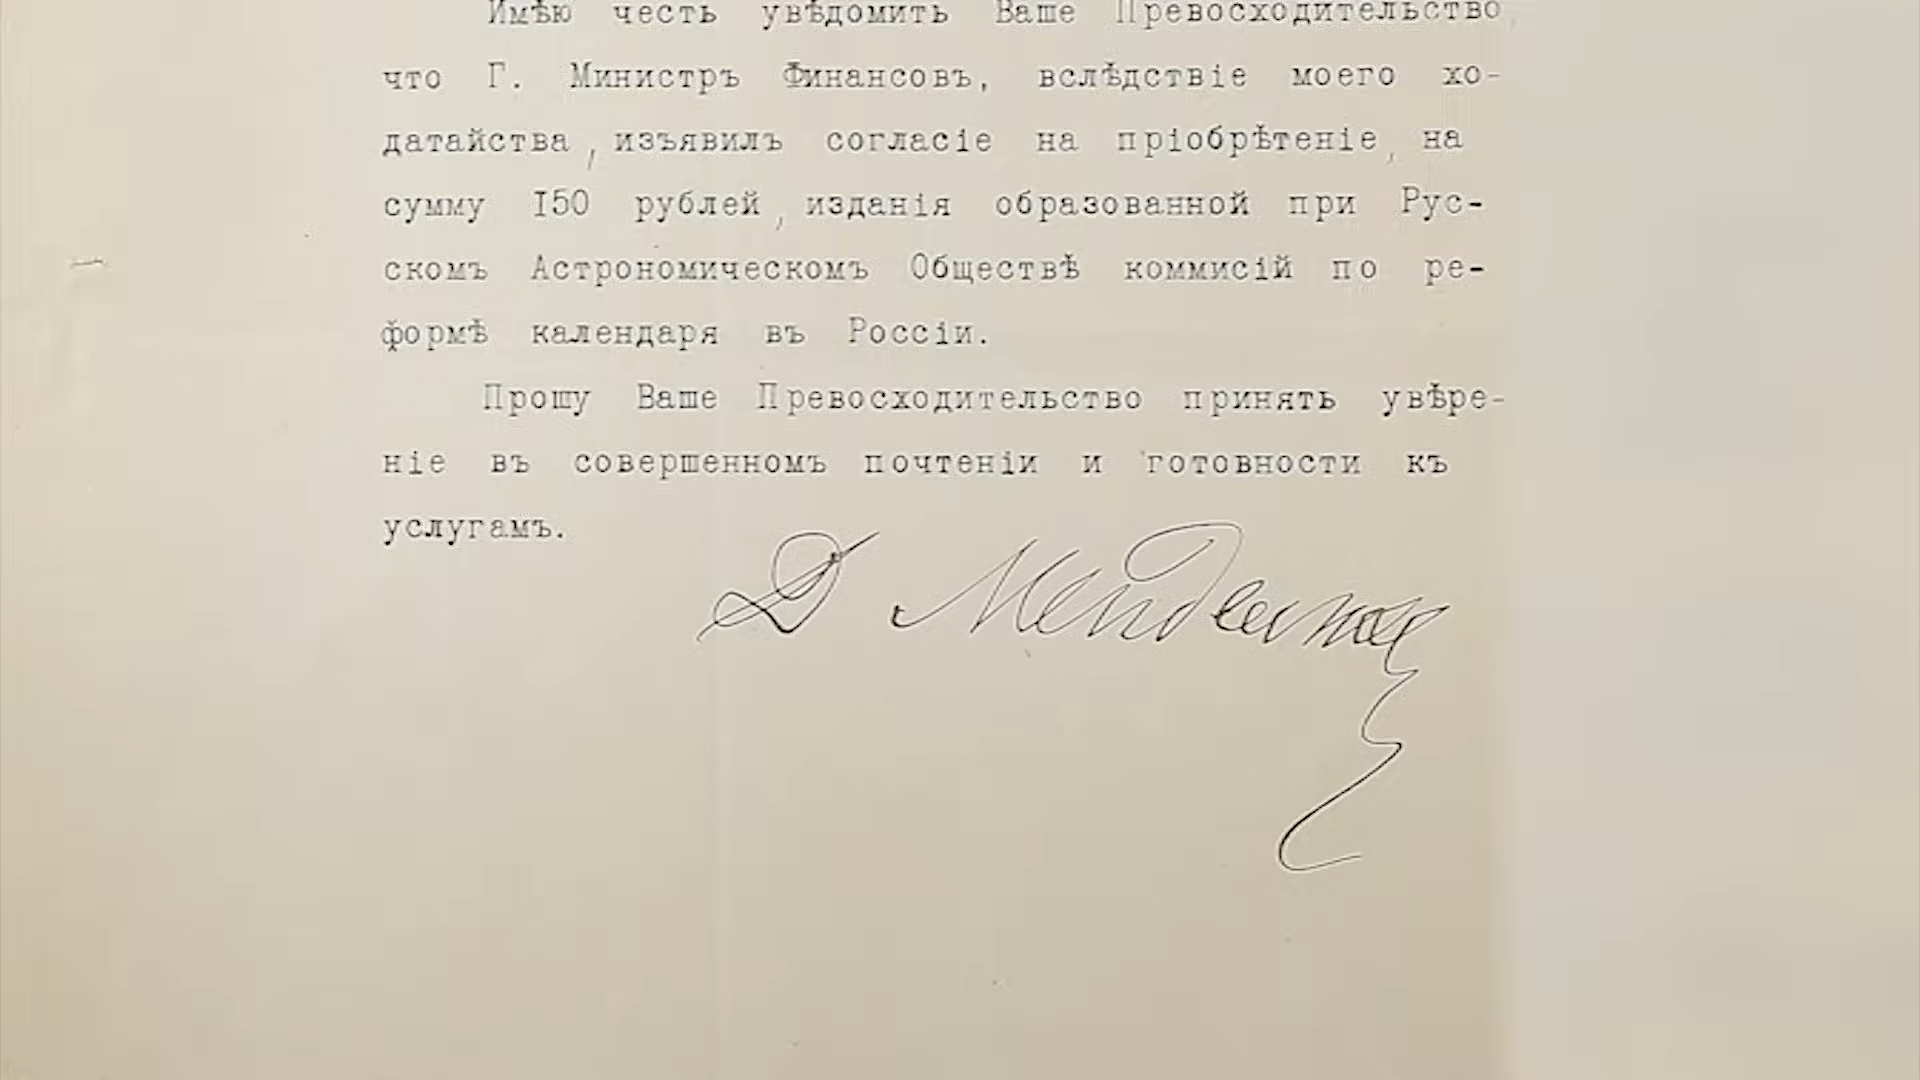 Имѣю честь увѣдомить Ваше Превосходительство
что Г. Министръ Финансовъ, вслѣдствіе моего хо-
датайства, изъявилъ согласіе на пріобрѣтеніе, на
сумму 150 рублей, изданія образованной при Рус-
скомъ Астрономическомъ Обществѣ коммисій по ре-
формѣ календаря въ Россіи.
Прошу Ваше Превосходительство принять увѣре-
ніе въ совершенномъ почтеніи и готовности къ
услугамъ.
Д Менделеев